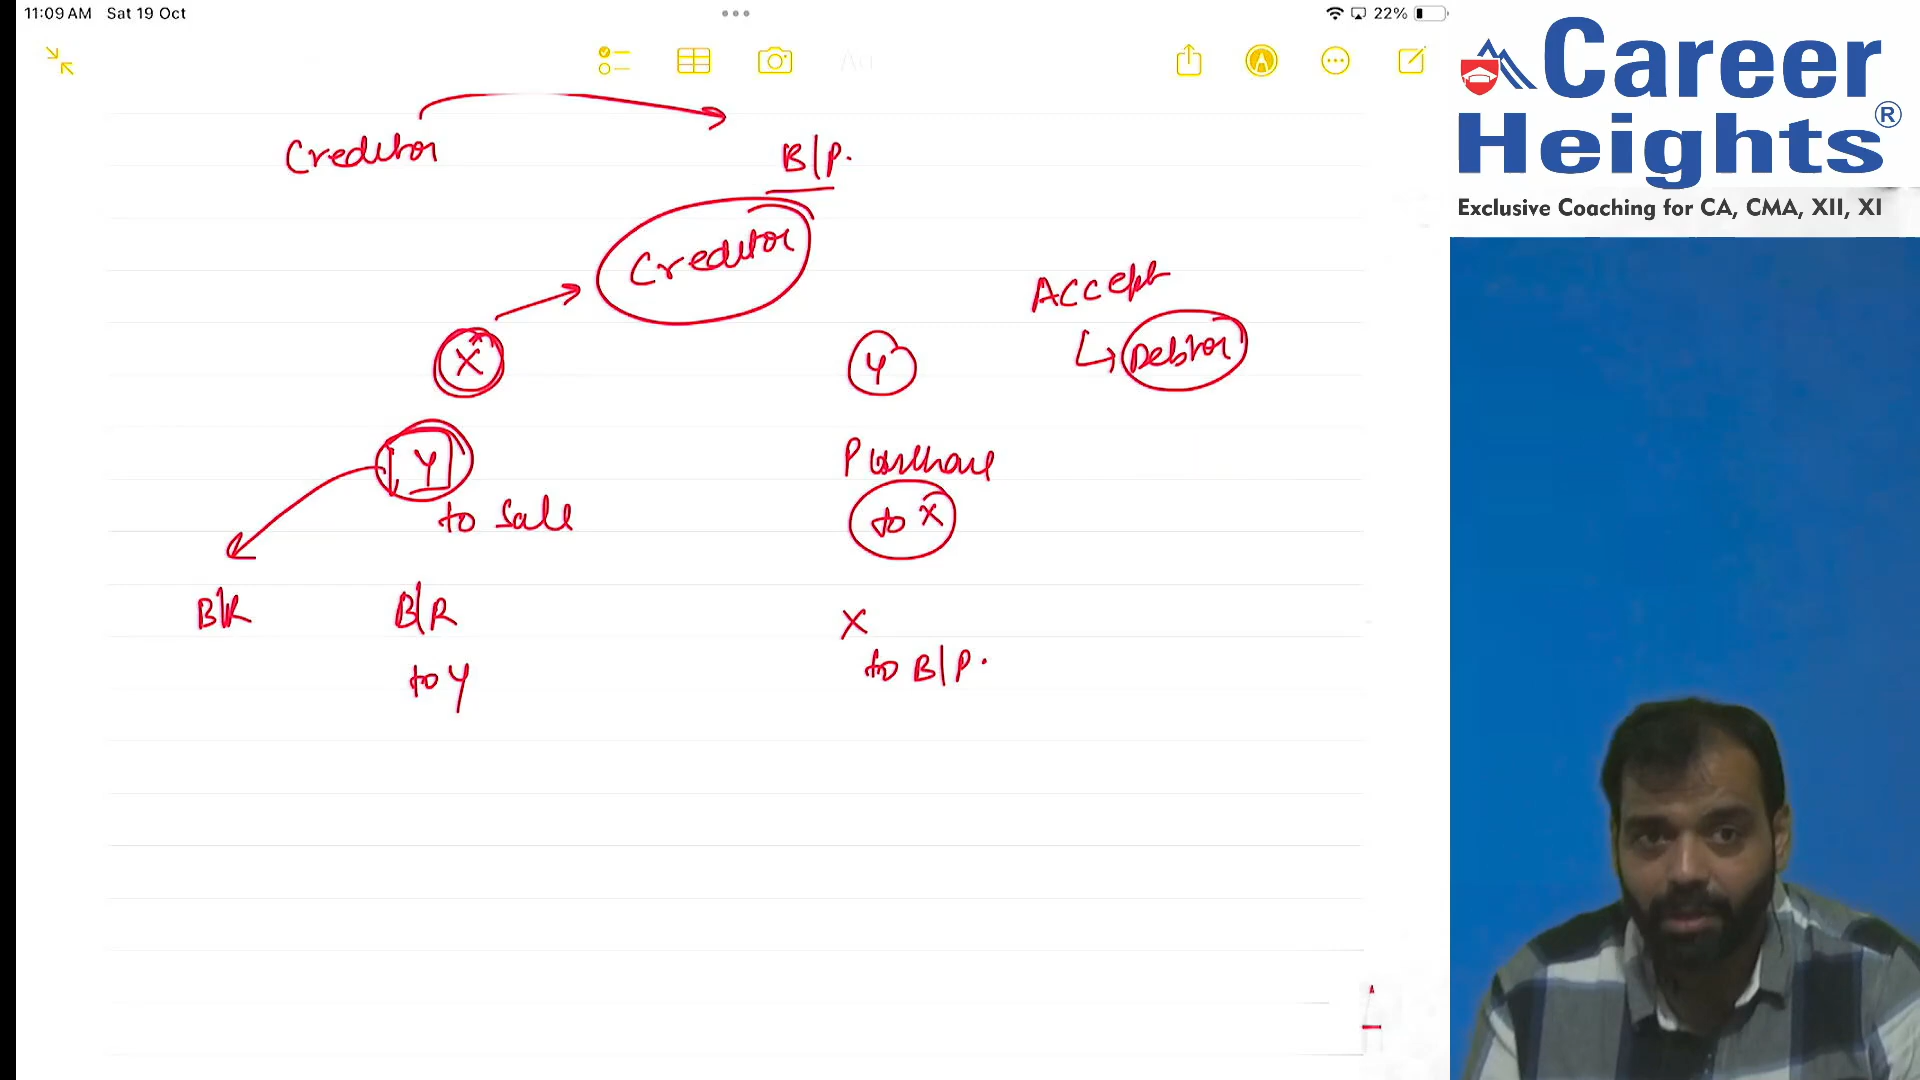 11:09 AM Sat 19 Oct
22%
Career
Heights®
Exclusive Coaching for CA, CMA, XII, XI
Creditor
B/P.
Creditor
Accept
Debtor
X
Y
Y
to Sale
Purchase
to X
B/R
B/R
to Y
X
to B/P.